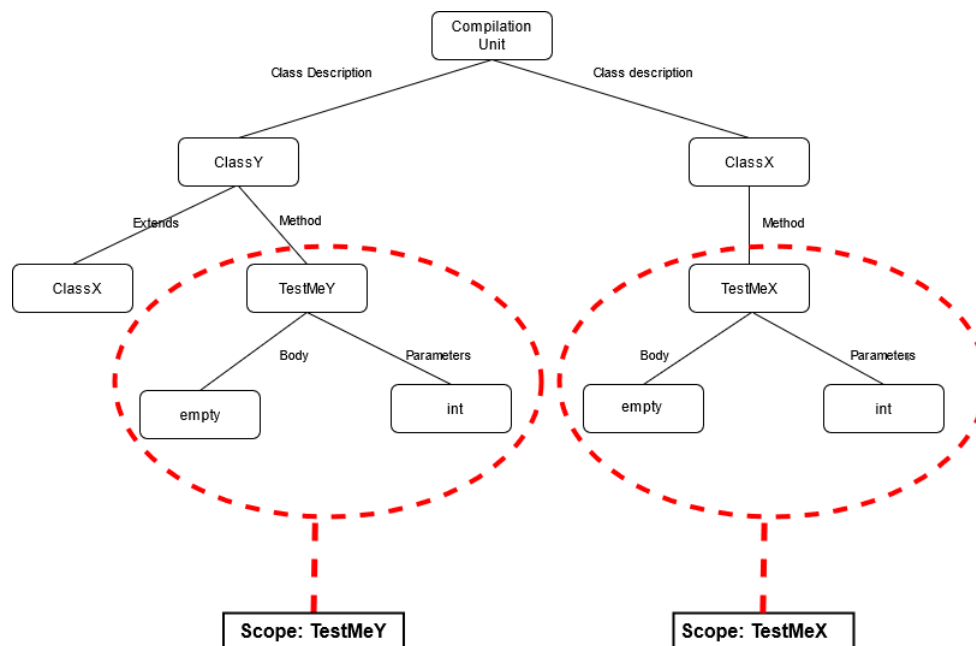 Compilation
Unit
Class Description
Class description
ClassY
ClassX
Extends
Method
Method
ClassX
TestMeY
TestMeX
Body
Parameters
Body
Parameters
empty
int
empty
int
Scope: TestMeY
Scope: TestMeX